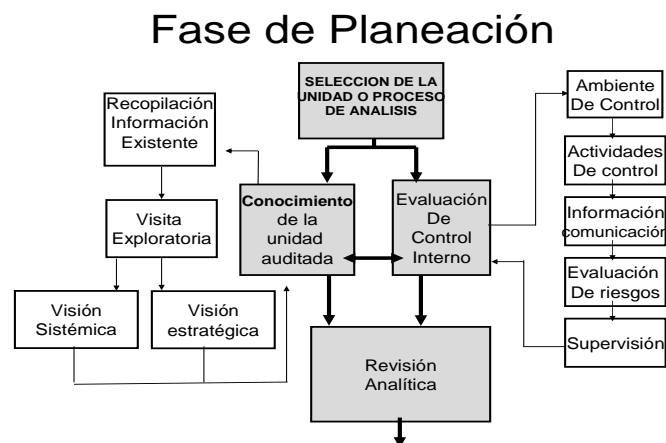 Fase de Planeación
SELECCION DE LA
UNIDAD O PROCESO
DE ANALISIS
Recopilación
Información
Existente
Visita
Exploratoria
Visión
Sistémica
Visión
estratégica
Conocimiento
de la
unidad
auditada
Evaluación
De
Control
Interno
Revisión
Analítica
Ambiente
De Control
Actividades
De control
Información
comunicación
Evaluación
De riesgos
Supervisión